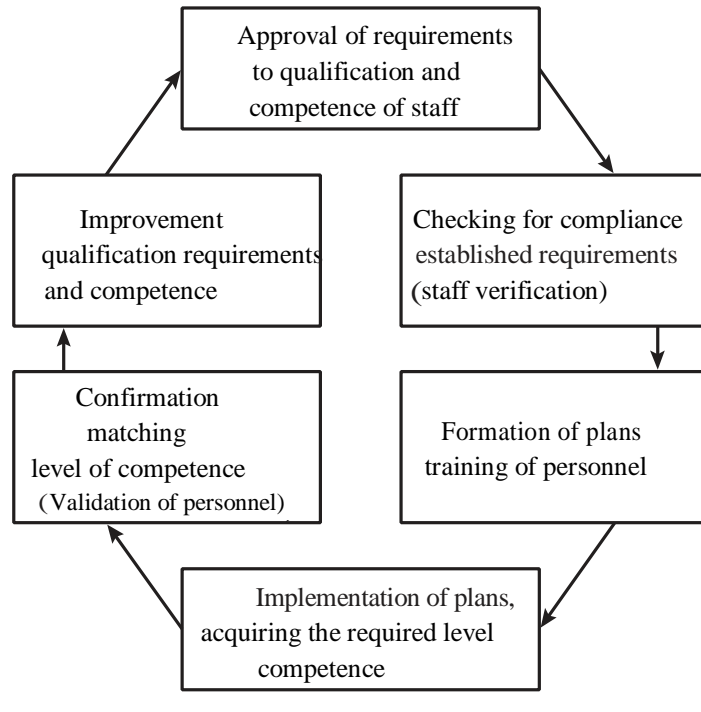 Approval of requirements
to qualification and
competence of staff
Checking for compliance
established requirements
(staff verification)
Formation of plans
training of personnel
Implementation of plans,
acquiring the required level
competence
Confirmation
matching
level of competence
(Validation of personnel)
Improvement
qualification requirements
and competence